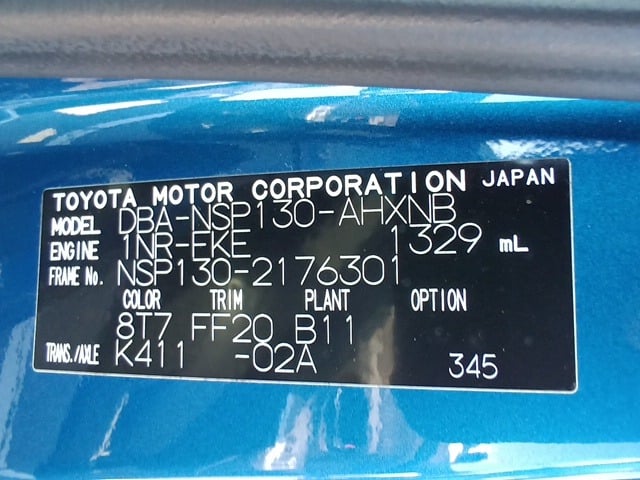 TOYOTA MOTOR CORPORATION JAPAN
MODEL DBA-NSP130-AHXNB
ENGINE 1NR-FKE 1329 mL
FRAME No. NSP130-2176301
COLOR TRIM PLANT OPTION
8T7 FF20 B11
TRANS./AXLE K411 -02A 345